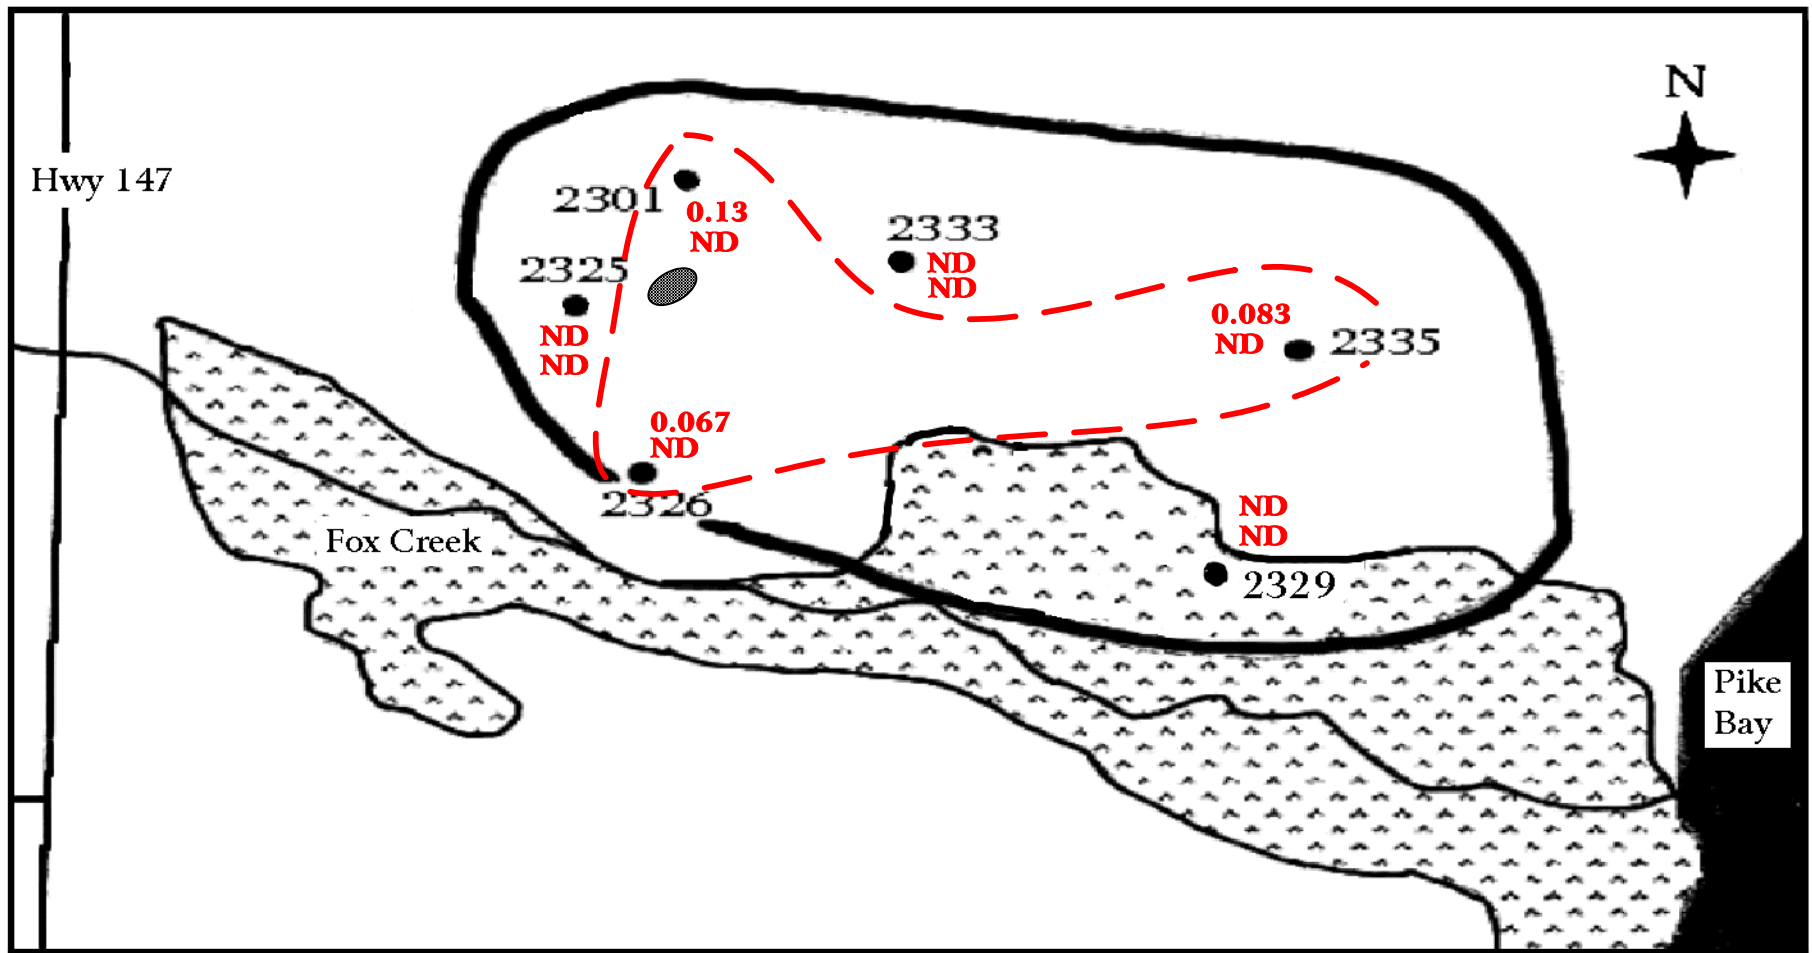 N
Hwy 147
2301
0.13
ND
2333
ND
ND
2325
ND
ND
0.083
ND
2335
0.067
ND
2326
ND
ND
2329
Fox Creek
Pike
Bay